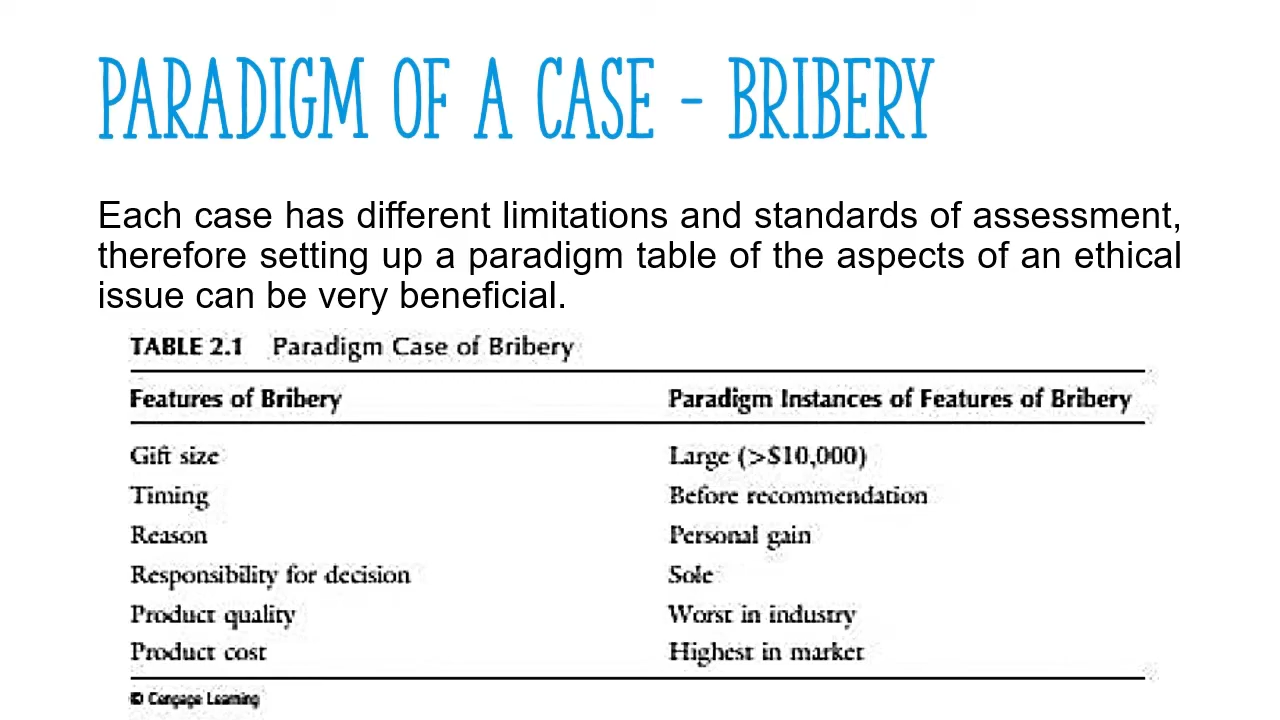 PARADIGM OF A CASE - BRIBERY
Each case has different limitations and standards of assessment,
therefore setting up a paradigm table of the aspects of an ethical
issue can be very beneficial.
TABLE 2.1 Paradigm Case of Bribery
Features of Bribery Paradigm Instances of Features of Bribery
Gift size Large (>$10,000)
Timing Before recommendation
Reason Personal gain
Responsibility for decision Sole
Product quality Worst in industry
Product cost Highest in market
© Cengage Learning